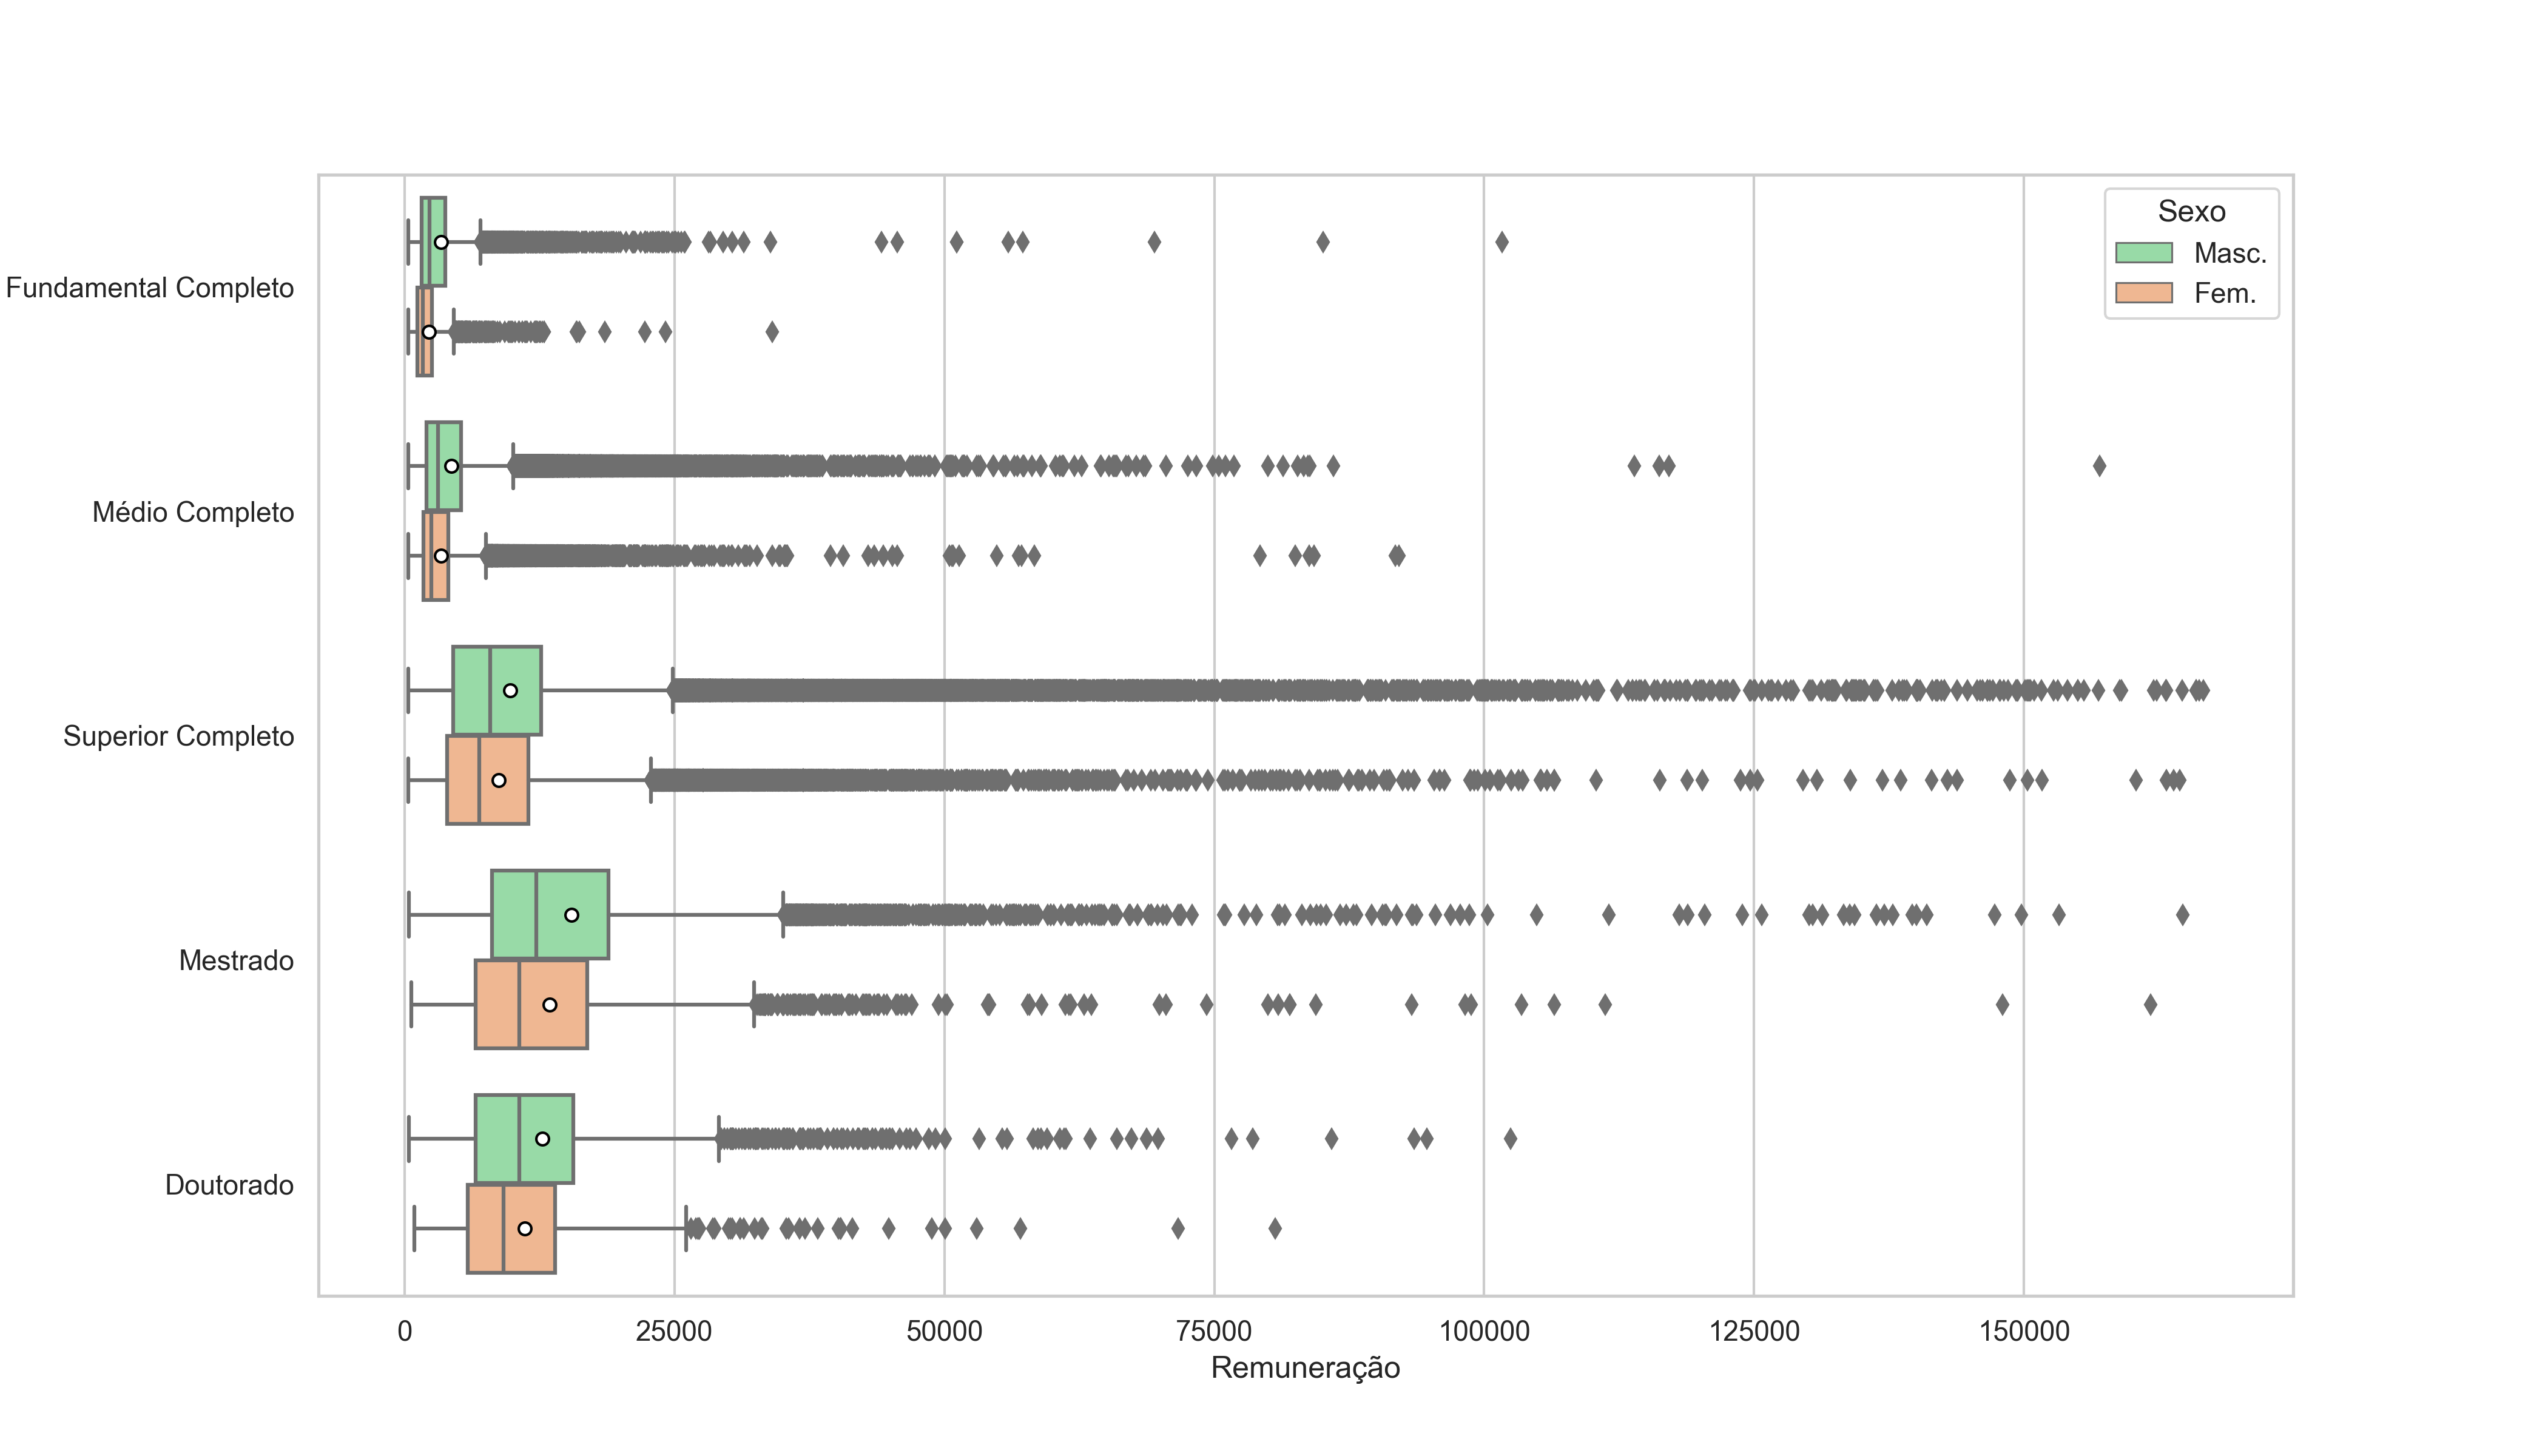 Sexo
Masc.
Fem.
Fundamental Completo
Médio Completo
Superior Completo
Mestrado
Doutorado
0 25000 50000 75000 100000 125000 150000
Remuneração